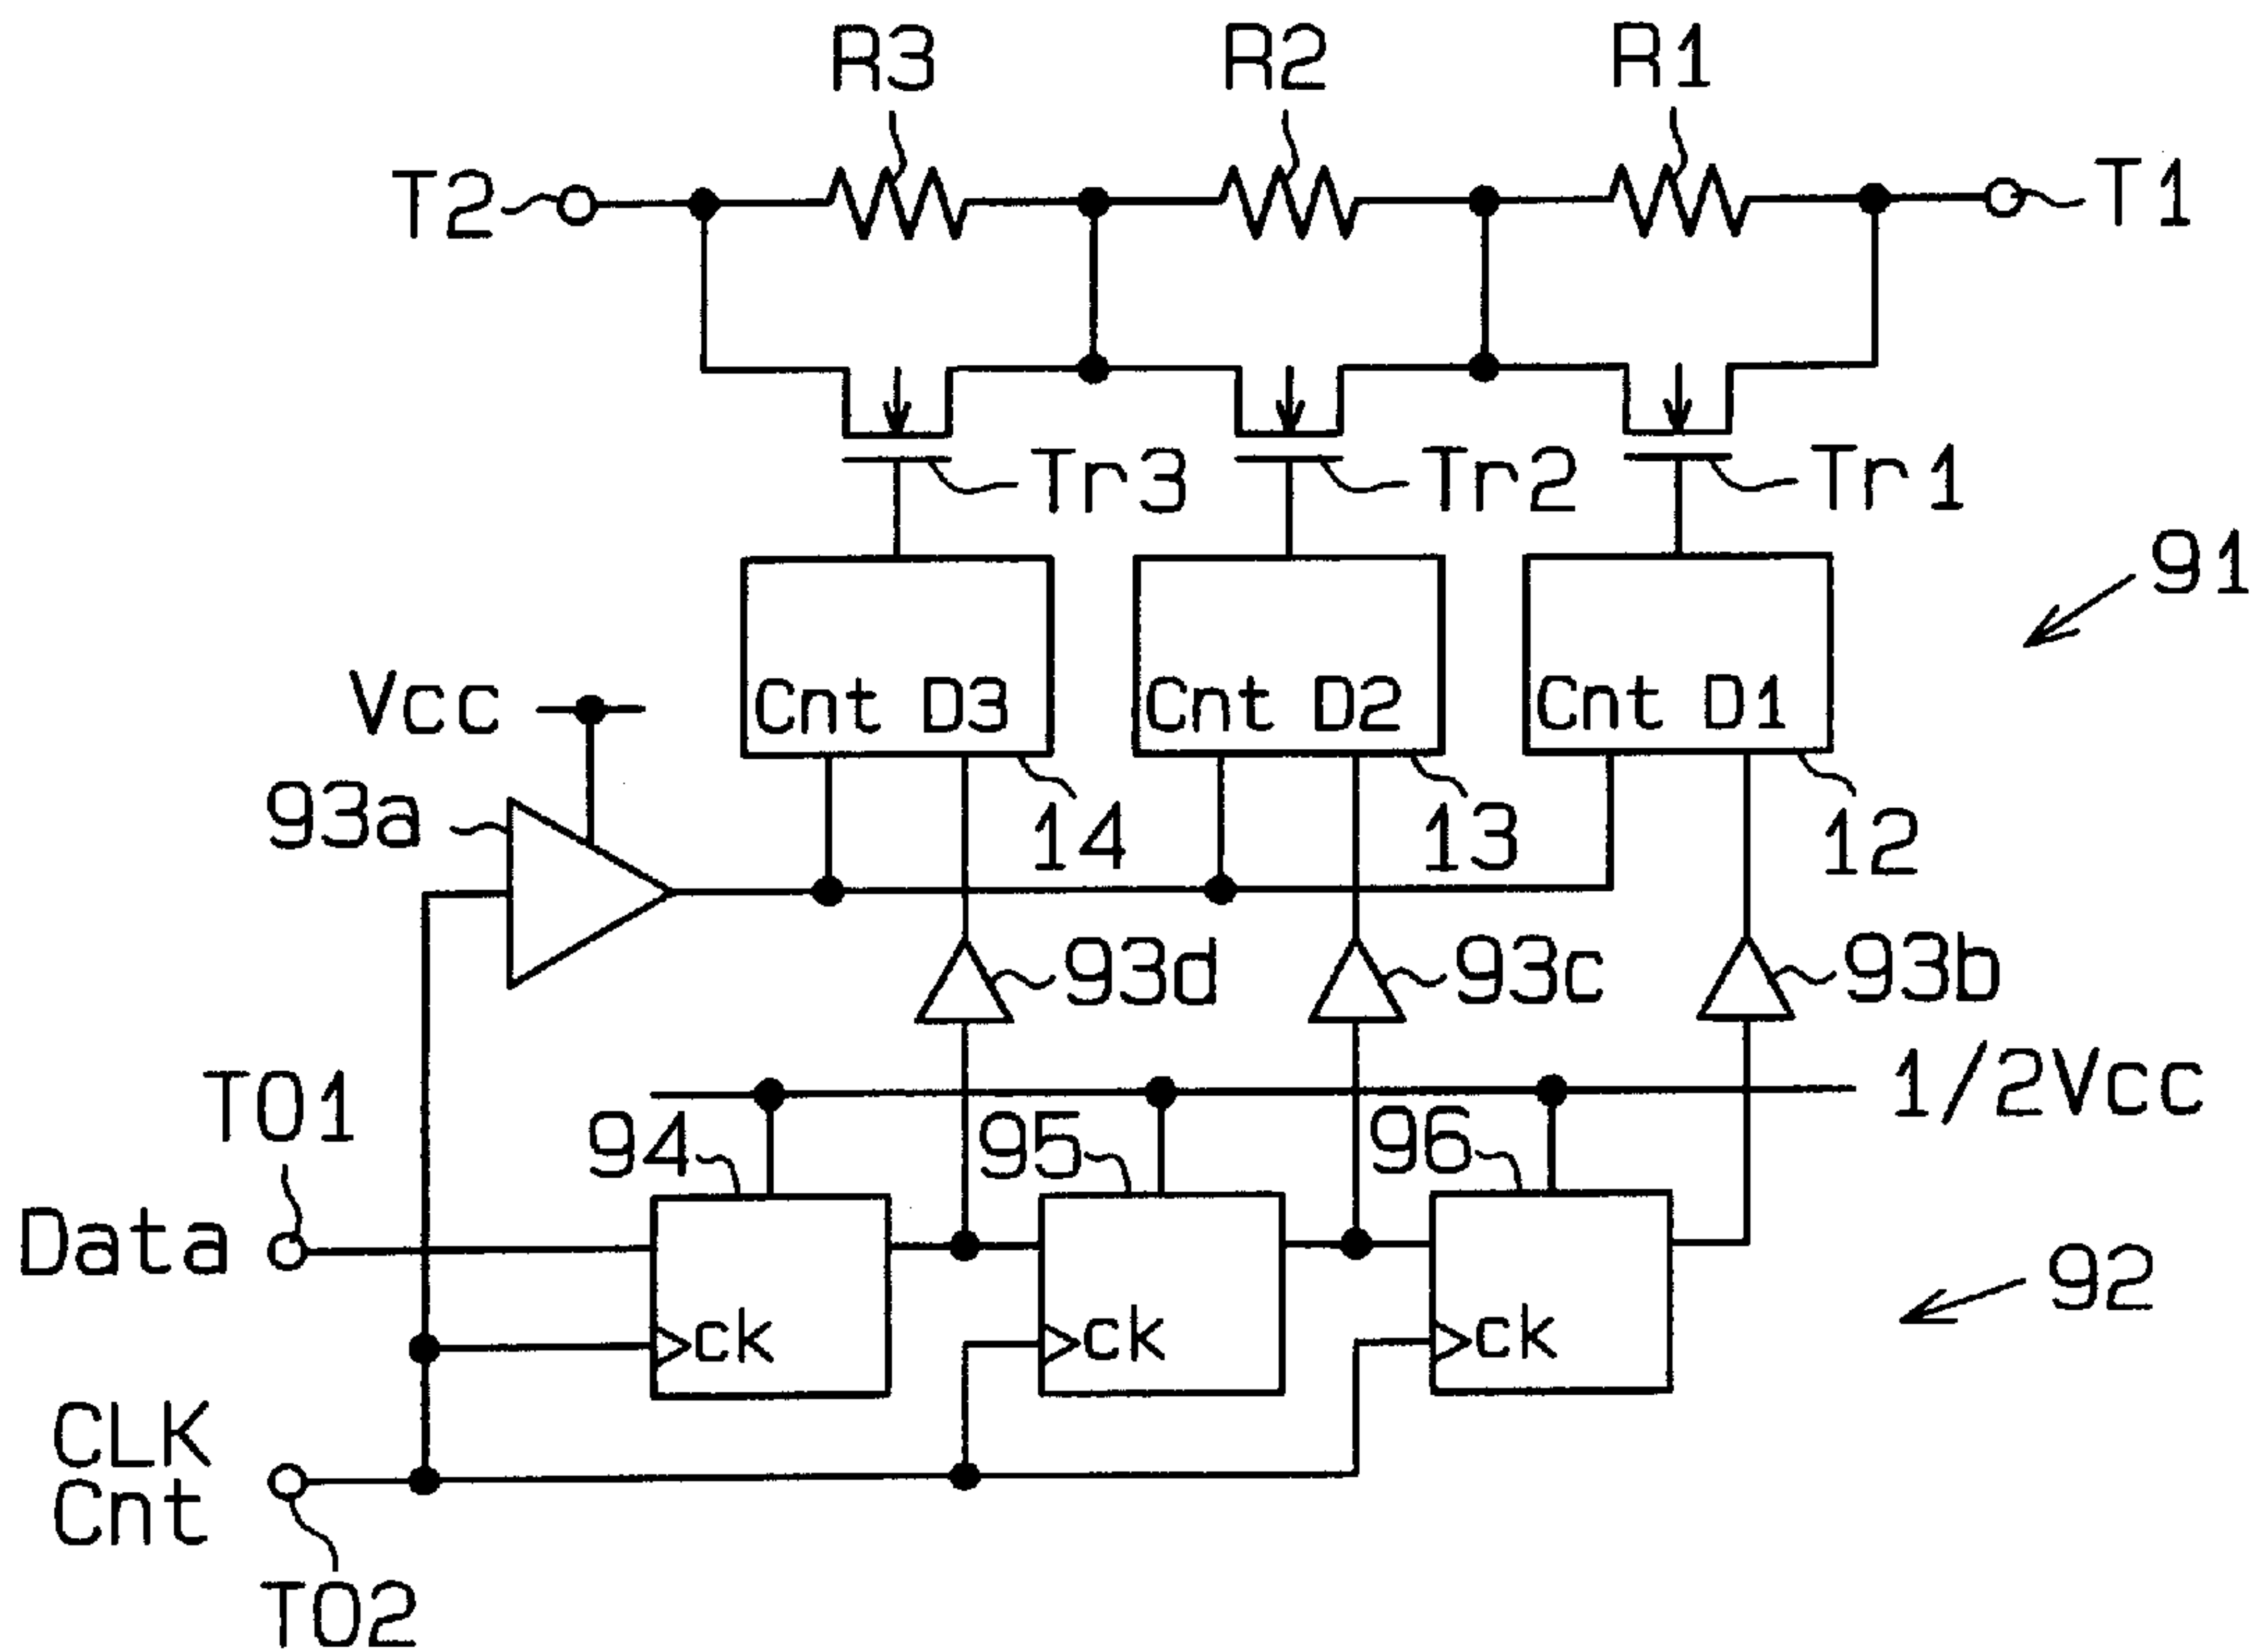 R3 R2 R1
T2 T1
Tr3 Tr2 Tr1
91
Vcc
Cnt D3 Cnt D2 Cnt D1
93a
14 13 12
93d 93c 93b
1/2Vcc
T01
94 95 96
Data
92
ck ck ck
CLK
Cnt
T02